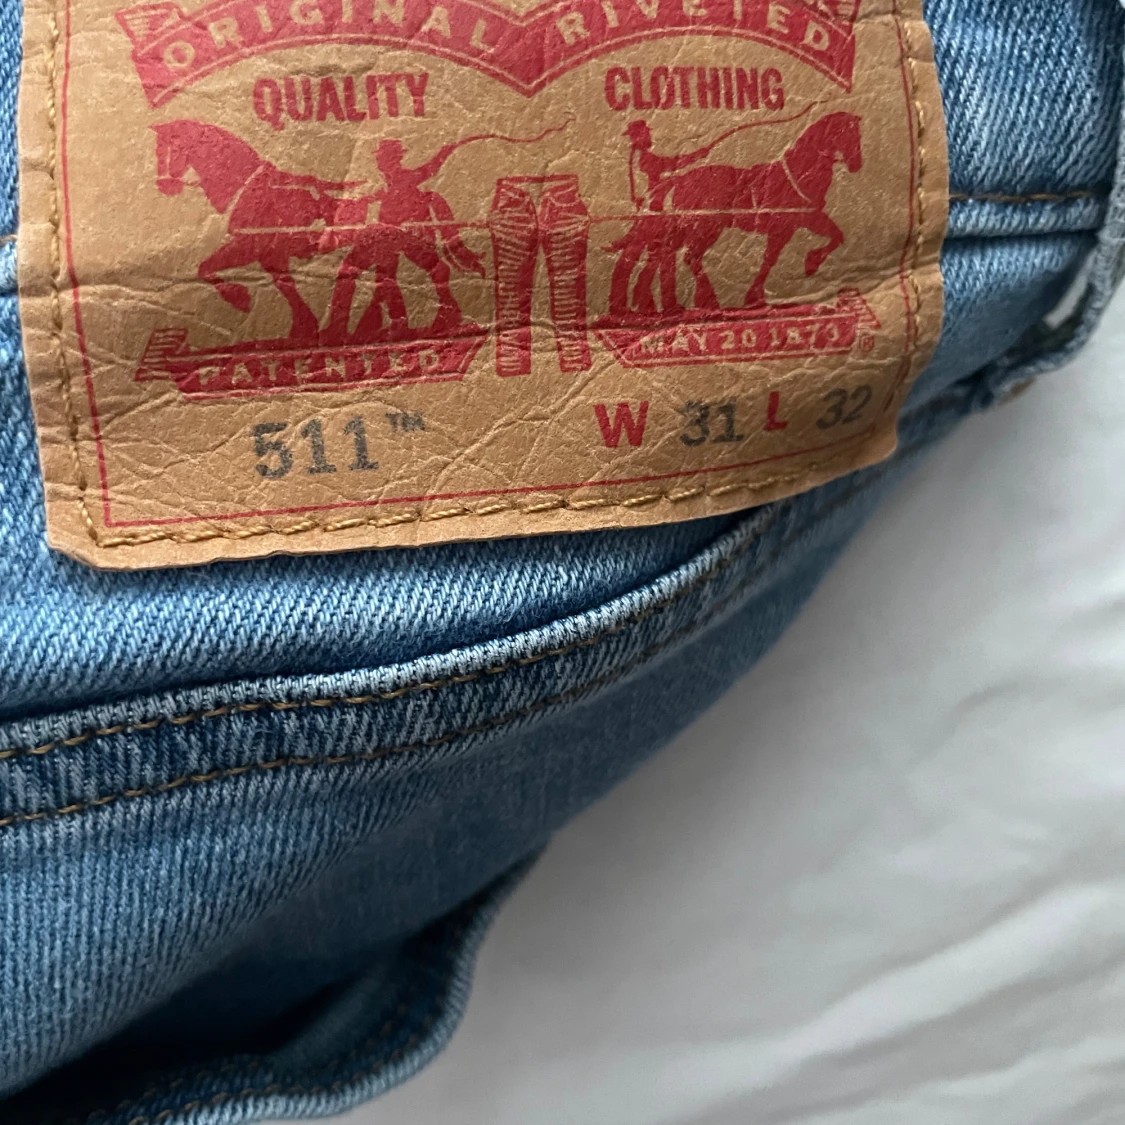 ORIGINAL RIVETED
QUALITY CLOTHING
PATENTED MAY 20 1873 ®
511™ W 31 L 32